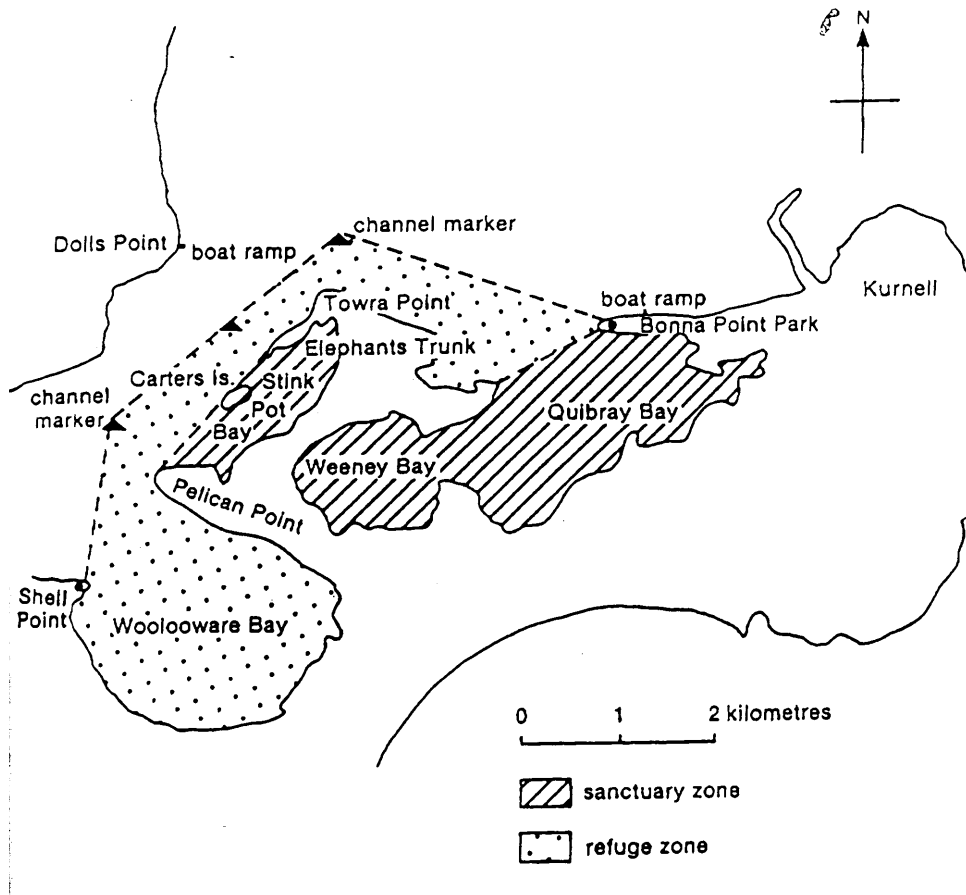 N
channel marker
Dolls Point
boat ramp
Kurnell
boat ramp
Towra Point
Bonna Point Park
Elephants Trunk
Carters Is.
Stink
Pot
Bay
channel
marker
Quibray Bay
Weeney Bay
Pelican Point
Shell
Point
Woolooware Bay
0 1 2 kilometres
sanctuary zone
refuge zone